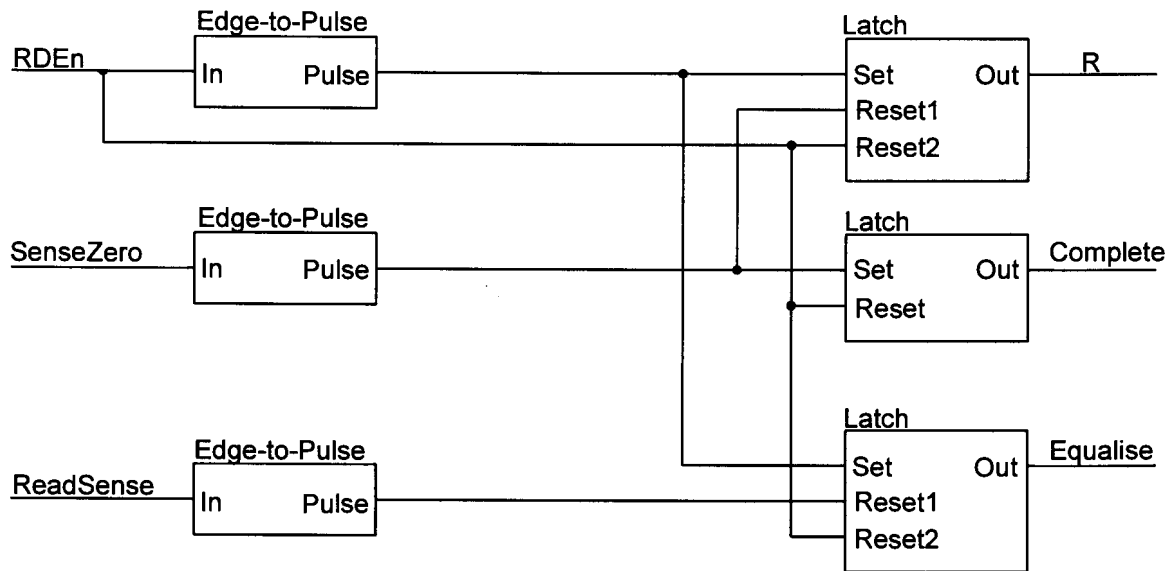 Edge-to-Pulse
RDEn
In
Pulse
Latch
Set
Out
R
Reset1
Reset2
Edge-to-Pulse
SenseZero
In
Pulse
Latch
Set
Out
Complete
Reset
Edge-to-Pulse
ReadSense
In
Pulse
Latch
Set
Out
Equalise
Reset1
Reset2